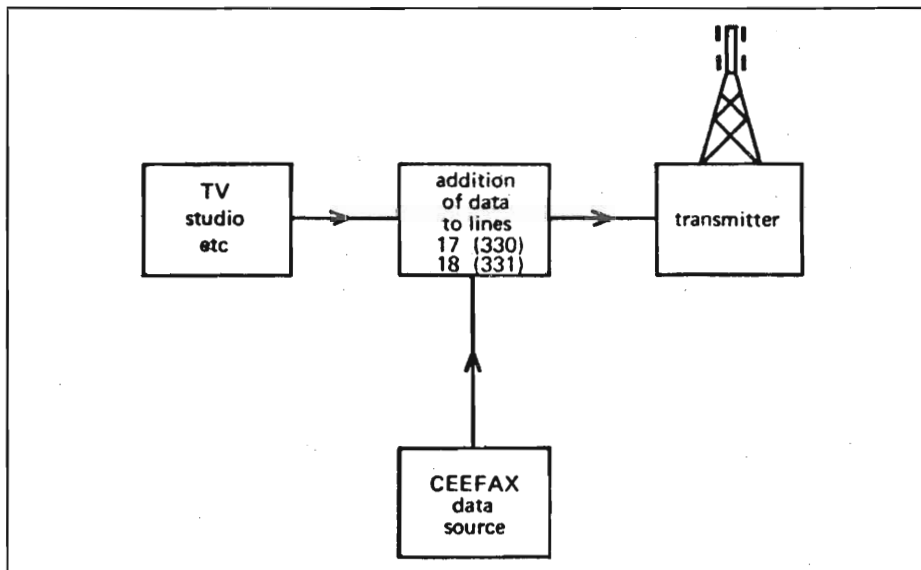 TV
studio
etc
addition
of data
to lines
17 (330)
18 (331)
transmitter
CEEFAX
data
source